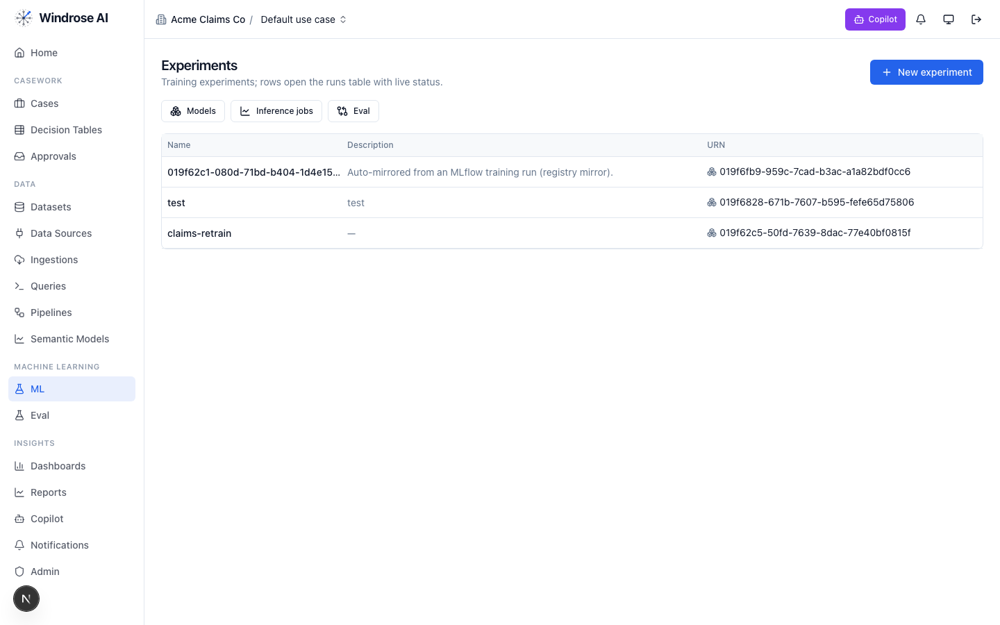 Windrose AI
Acme Claims Co / Default use case
Copilot
Home
CASEWORK
Cases
Decision Tables
Approvals
DATA
Datasets
Data Sources
Ingestions
Queries
Pipelines
Semantic Models
MACHINE LEARNING
ML
Eval
INSIGHTS
Dashboards
Reports
Copilot
Notifications
Admin
N
Experiments
Training experiments; rows open the runs table with live status.
New experiment
Models Inference jobs Eval
Name Description URN
019f62c1-080d-71bd-b404-1d4e15... Auto-mirrored from an MLflow training run (registry mirror). 019f6fb9-959c-7cad-b3ac-a1a82bdf0cc6
test test 019f6828-671b-7607-b595-fefe65d75806
claims-retrain — 019f62c5-50fd-7639-8dac-77e40bf0815f